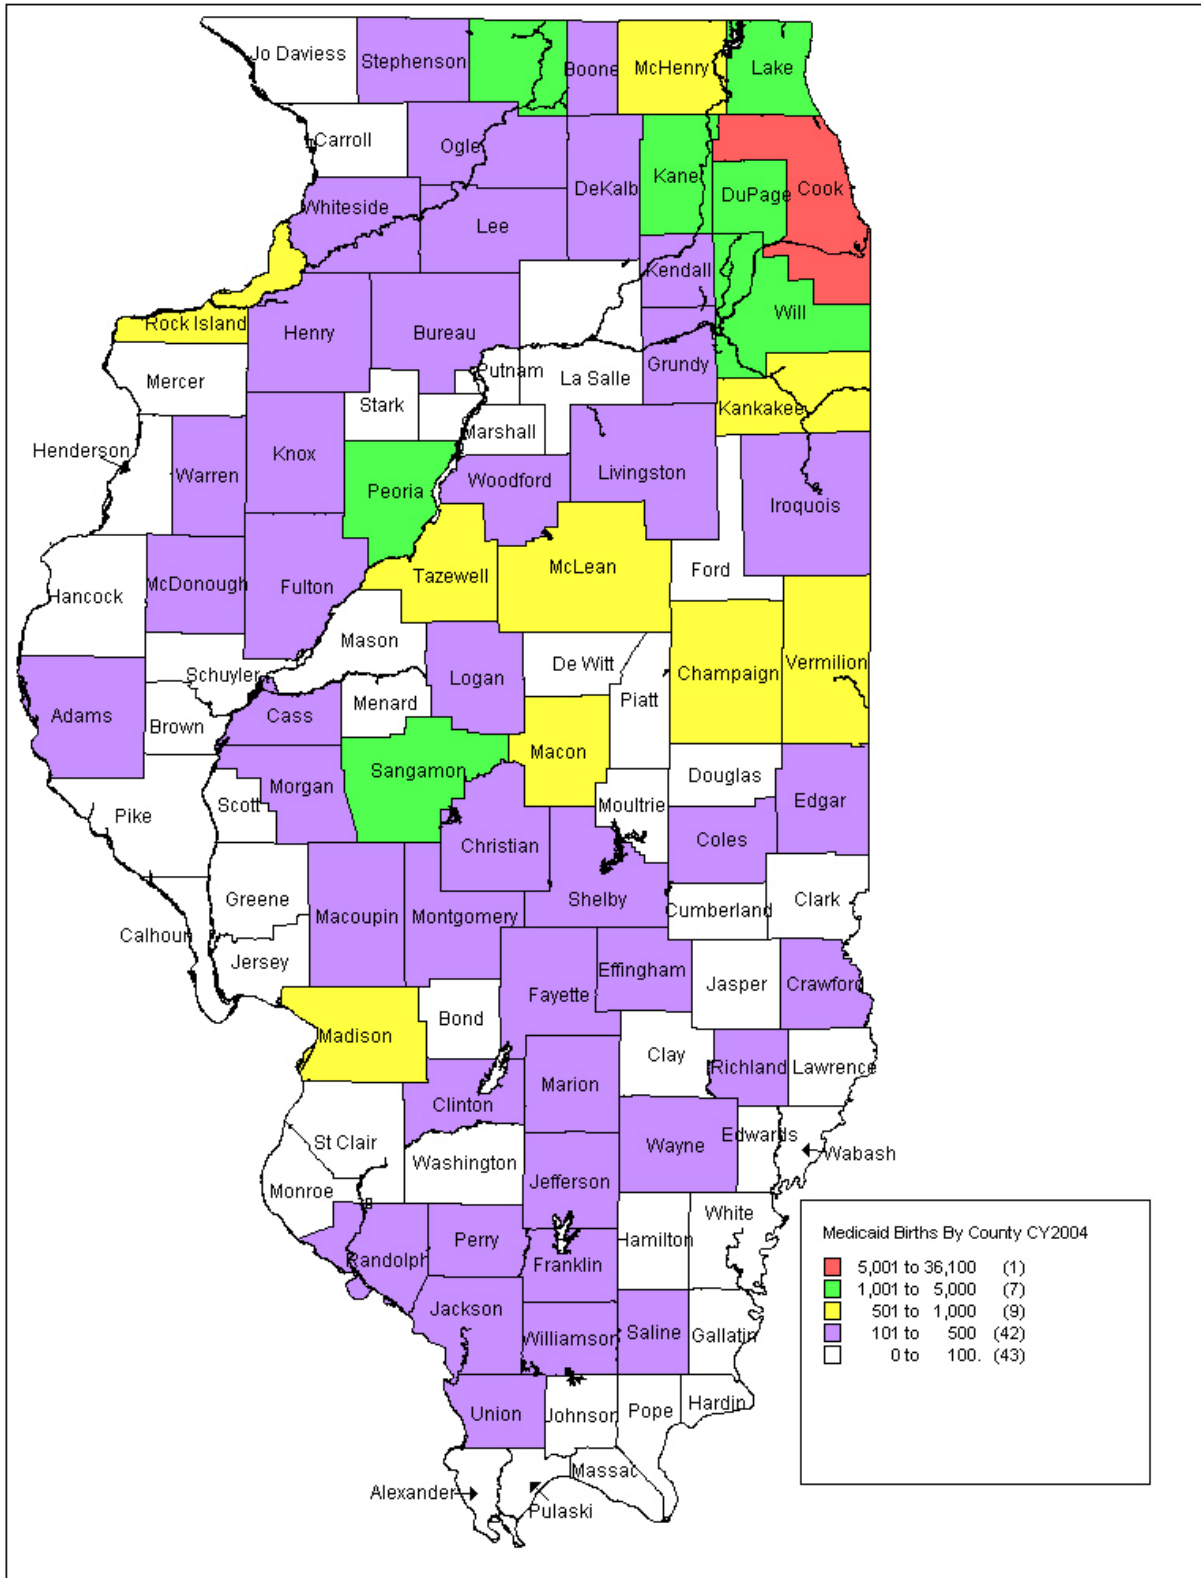 Jo Daviess
Stephenson
Boone
McHenry
Lake
Carroll
Ogle
DeKalb
Kane
DuPage
Cook
Whiteside
Lee
Kendall
Rock Island
Henry
Bureau
Will
Mercer
Putnam
La Salle
Grundy
Stark
Marshall
Kankakee
Henderson
Warren
Knox
Peoria
Woodford
Livingston
Iroquois
Hancock
McDonough
Fulton
Tazewell
McLean
Ford
Mason
Schuyler
Logan
De Witt
Champaign
Vermilion
Adams
Brown
Cass
Menard
Piatt
Macon
Sangamon
Morgan
Scott
Pike
Douglas
Moultrie
Edgar
Christian
Coles
Greene
Macoupin
Montgomery
Shelby
Cumberland
Clark
Calhoun
Jersey
Effingham
Fayette
Jasper
Crawford
Madison
Bond
Clay
Richland
Lawrence
Marion
Clinton
St Clair
Washington
Wayne
Edwards
Wabash
Monroe
Jefferson
White
Hamilton
Perry
Randolph
Franklin
Jackson
Williamson
Saline
Gallatin
Union
Johnson
Pope
Hardin
Massac
Alexander
Pulaski
Medicaid Births By County CY2004
5,001 to 36,100 (1)
1,001 to 5,000 (7)
501 to 1,000 (9)
101 to 500 (42)
0 to 100. (43)